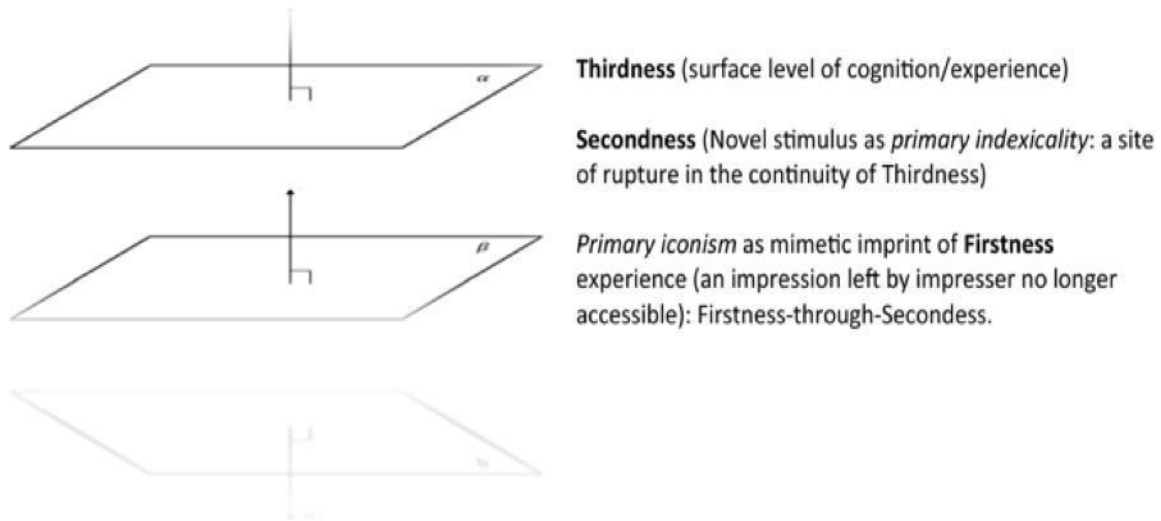 α
Thirdness (surface level of cognition/experience)
Secondness (Novel stimulus as primary indexicality: a site
of rupture in the continuity of Thirdness)
β
Primary iconism as mimetic imprint of Firstness
experience (an impression left by impresser no longer
accessible): Firstness-through-Secondess.